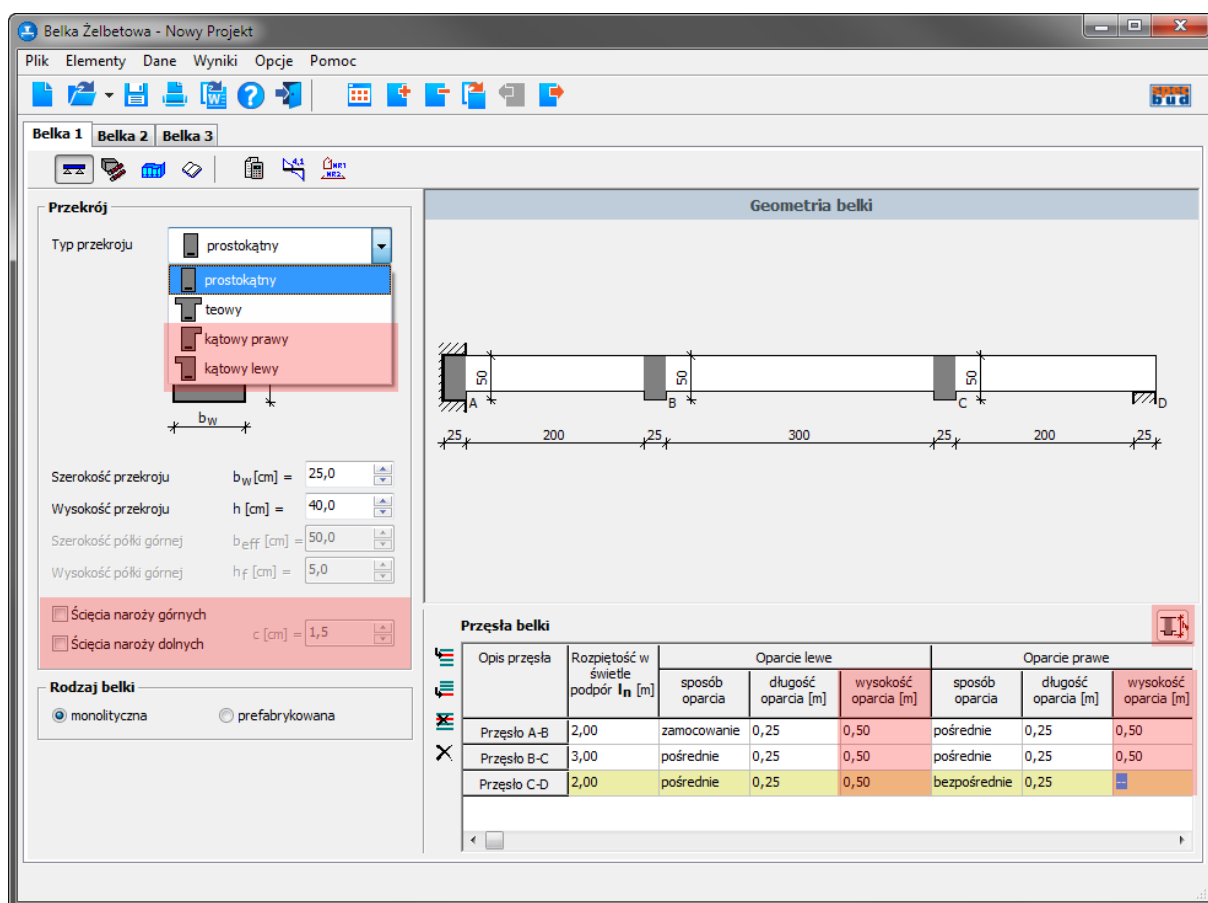 Belka Żelbetowa - Nowy Projekt
Plik Elementy Dane Wyniki Opcje Pomoc
bud
Belka 1 Belka 2 Belka 3
4,1
NR1
NR2
Przekrój
Typ przekroju
prostokątny
prostokątny
teowy
kątowy prawy
kątowy lewy
bw
Szerokość przekroju bw[cm] = 25,0
Wysokość przekroju h [cm] = 40,0
Szerokość półki górnej beff [cm] = 50,0
Wysokość półki górnej hf [cm] = 5,0
Ścięcia naroży górnych
Ścięcia naroży dolnych
c [cm] = 1,5
Rodzaj belki
monolityczna prefabrykowana
Geometria belki
50 50 50
A B C D
25 200 25 300 25 200 25
Przęsła belki
Opis przęsła Rozpiętość w świetle podpór ln [m] Oparcie lewe Oparcie prawe
sposób oparcia długość oparcia [m] wysokość oparcia [m] sposób oparcia długość oparcia [m] wysokość oparcia [m]
Przęsło A-B 2,00 zamocowanie 0,25 0,50 pośrednie 0,25 0,50
Przęsło B-C 3,00 pośrednie 0,25 0,50 pośrednie 0,25 0,50
Przęsło C-D 2,00 pośrednie 0,25 0,50 bezpośrednie 0,25 --